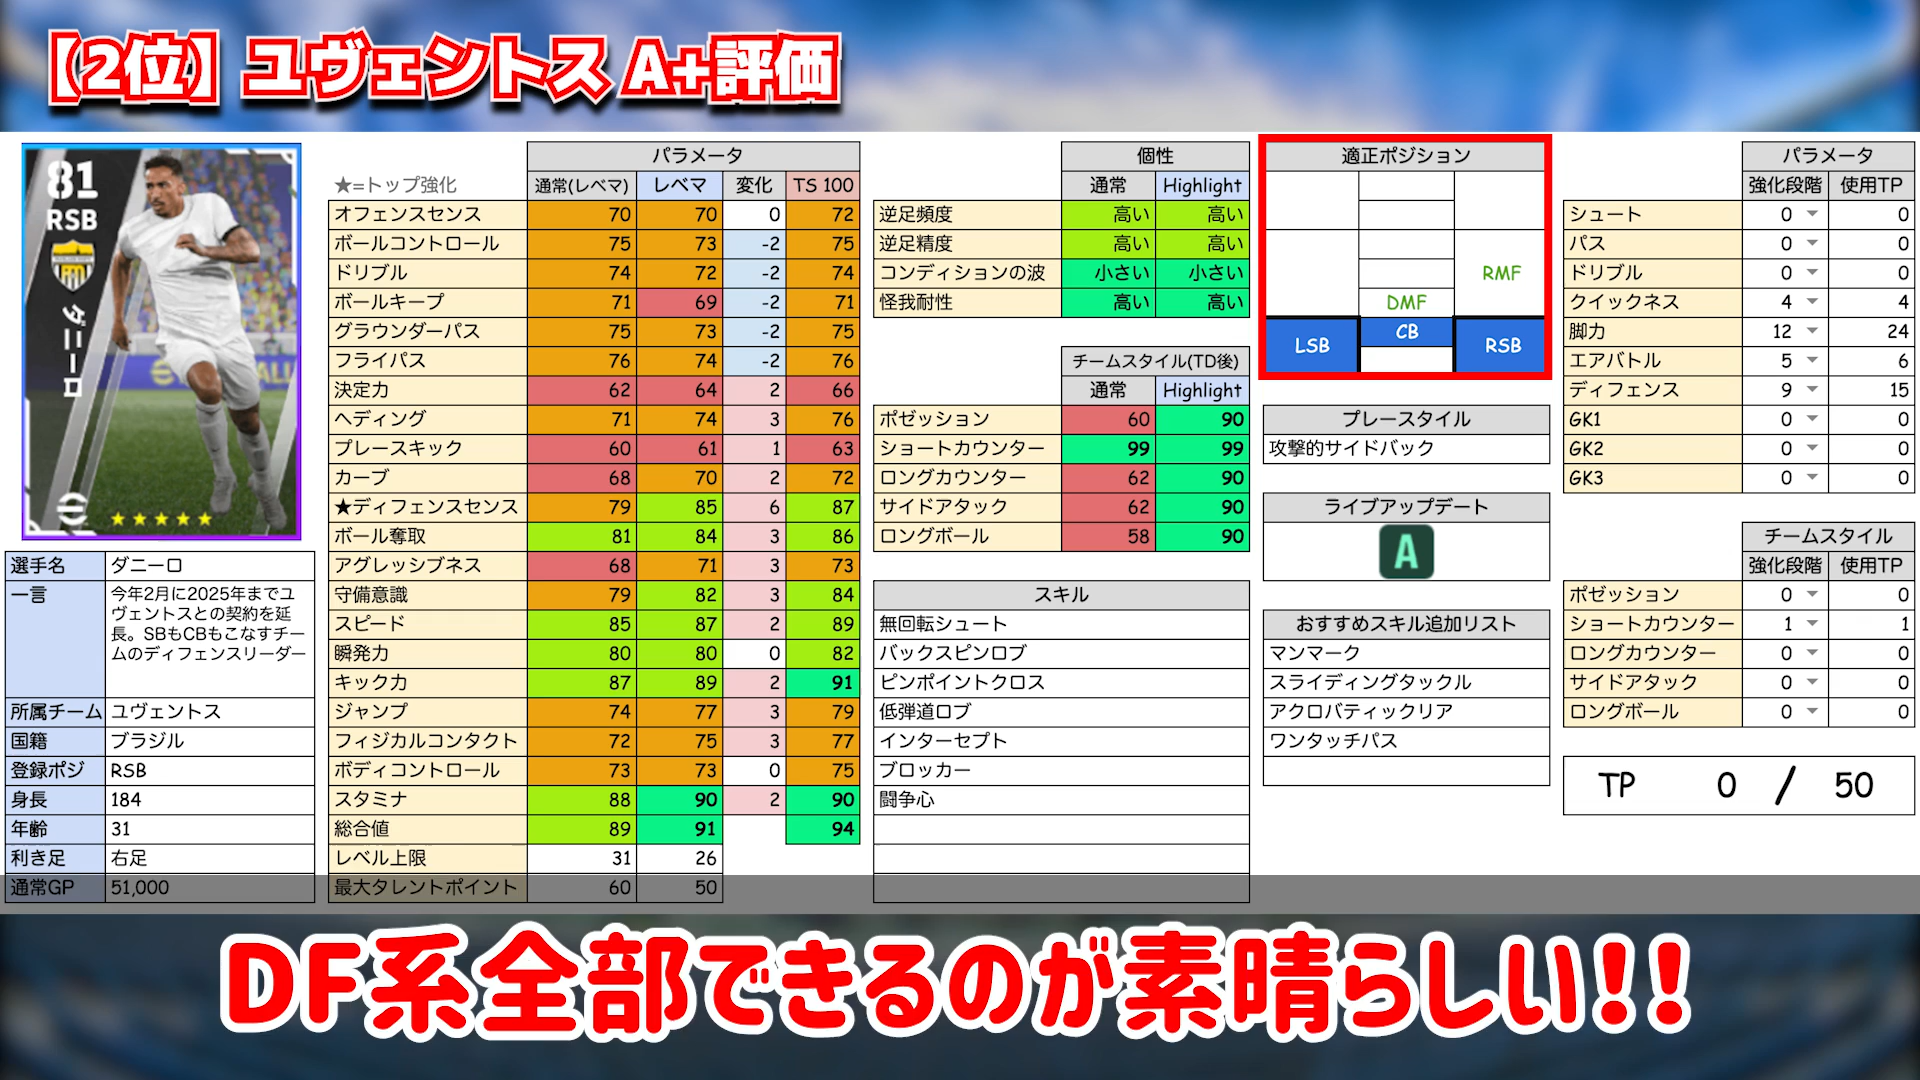 【2位】ユヴェントス A+評価
81
RSB
ダニーロ
★★★★★
選手名 ダニーロ
一言 今年2月に2025年までユ
ヴェントスとの契約を延
長。SBもCBもこなすチー
ムのディフェンスリーダー
所属チーム ユヴェントス
国籍 ブラジル
登録ポジ RSB
身長 184
年齢 31
利き足 右足
通常GP 51,000
パラメータ
★=トップ強化 通常(レベマ) レベマ 変化 TS 100
オフェンスセンス 70 70 0 72
ボールコントロール 75 73 -2 75
ドリブル 74 72 -2 74
ボールキープ 71 69 -2 71
グラウンダーパス 75 73 -2 75
フライパス 76 74 -2 76
決定力 62 64 2 66
ヘディング 71 74 3 76
プレースキック 60 61 1 63
カーブ 68 70 2 72
★ディフェンスセンス 79 85 6 87
ボール奪取 81 84 3 86
アグレッシブネス 68 71 3 73
守備意識 79 82 3 84
スピード 85 87 2 89
瞬発力 80 80 0 82
キック力 87 89 2 91
ジャンプ 74 77 3 79
フィジカルコンタクト 72 75 3 77
ボディコントロール 73 73 0 75
スタミナ 88 90 2 90
総合値 89 91 94
レベル上限 31 26
最大タレントポイント 60 50
個性
通常 Highlight
逆足頻度 高い 高い
逆足精度 高い 高い
コンディションの波 小さい 小さい
怪我耐性 高い 高い
チームスタイル(TD後)
通常 Highlight
ポゼッション 60 90
ショートカウンター 99 99
ロングカウンター 62 90
サイドアタック 62 90
ロングボール 58 90
スキル
無回転シュート
バックスピンロブ
ピンポイントクロス
低弾道ロブ
インターセプト
ブロッカー
闘争心
適正ポジション
RMF
DMF
LSB CB RSB
プレースタイル
攻撃的サイドバック
ライブアップデート
A
おすすめスキル追加リスト
マンマーク
スライディングタックル
アクロバティッククリア
ワンタッチパス
パラメータ
強化段階 使用TP
シュート 0 0
パス 0 0
ドリブル 0 0
クイックネス 4 4
脚力 12 24
エアバトル 5 6
ディフェンス 9 15
GK1 0 0
GK2 0 0
GK3 0 0
チームスタイル
強化段階 使用TP
ポゼッション 0 0
ショートカウンター 1 1
ロングカウンター 0 0
サイドアタック 0 0
ロングボール 0 0
TP 0 / 50
DF系全部できるのが素晴らしい!!